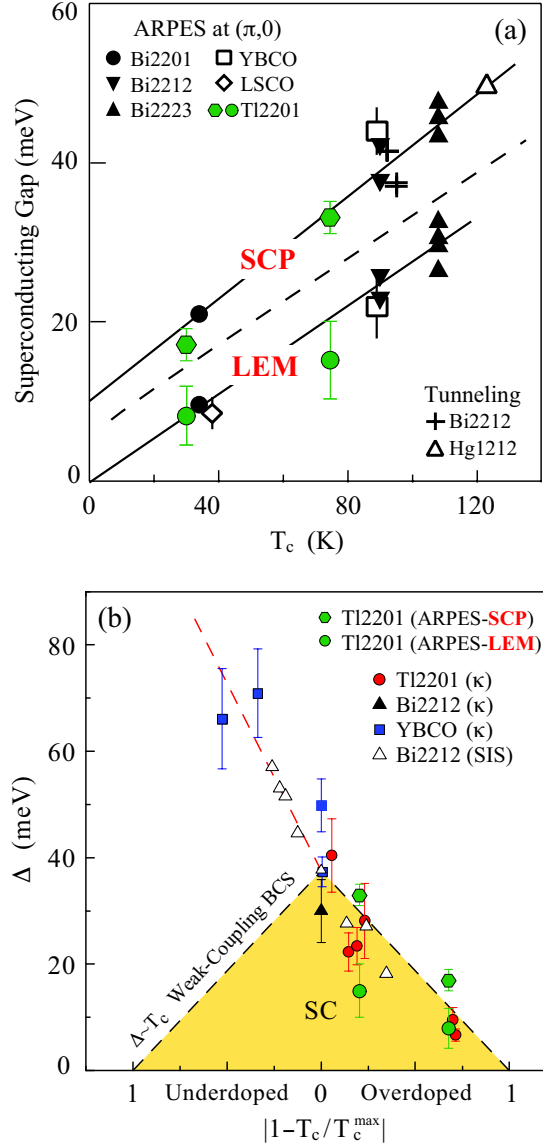 (a)
ARPES at (π,0)
Bi2201
Bi2212
Bi2223
YBCO
LSCO
Tl2201
SCP
LEM
Tunneling
Bi2212
Hg1212
Superconducting Gap (meV)
60
40
20
0
0 40 80 120
T_c (K)
(b)
Tl2201 (ARPES-SCP)
Tl2201 (ARPES-LEM)
Tl2201 (κ)
Bi2212 (κ)
YBCO (κ)
Bi2212 (SIS)
Δ (meV)
80
60
40
20
0
Δ~T_c Weak-Coupling BCS
SC
1 Underdoped 0 Overdoped 1
|1-T_c/T_c^max|